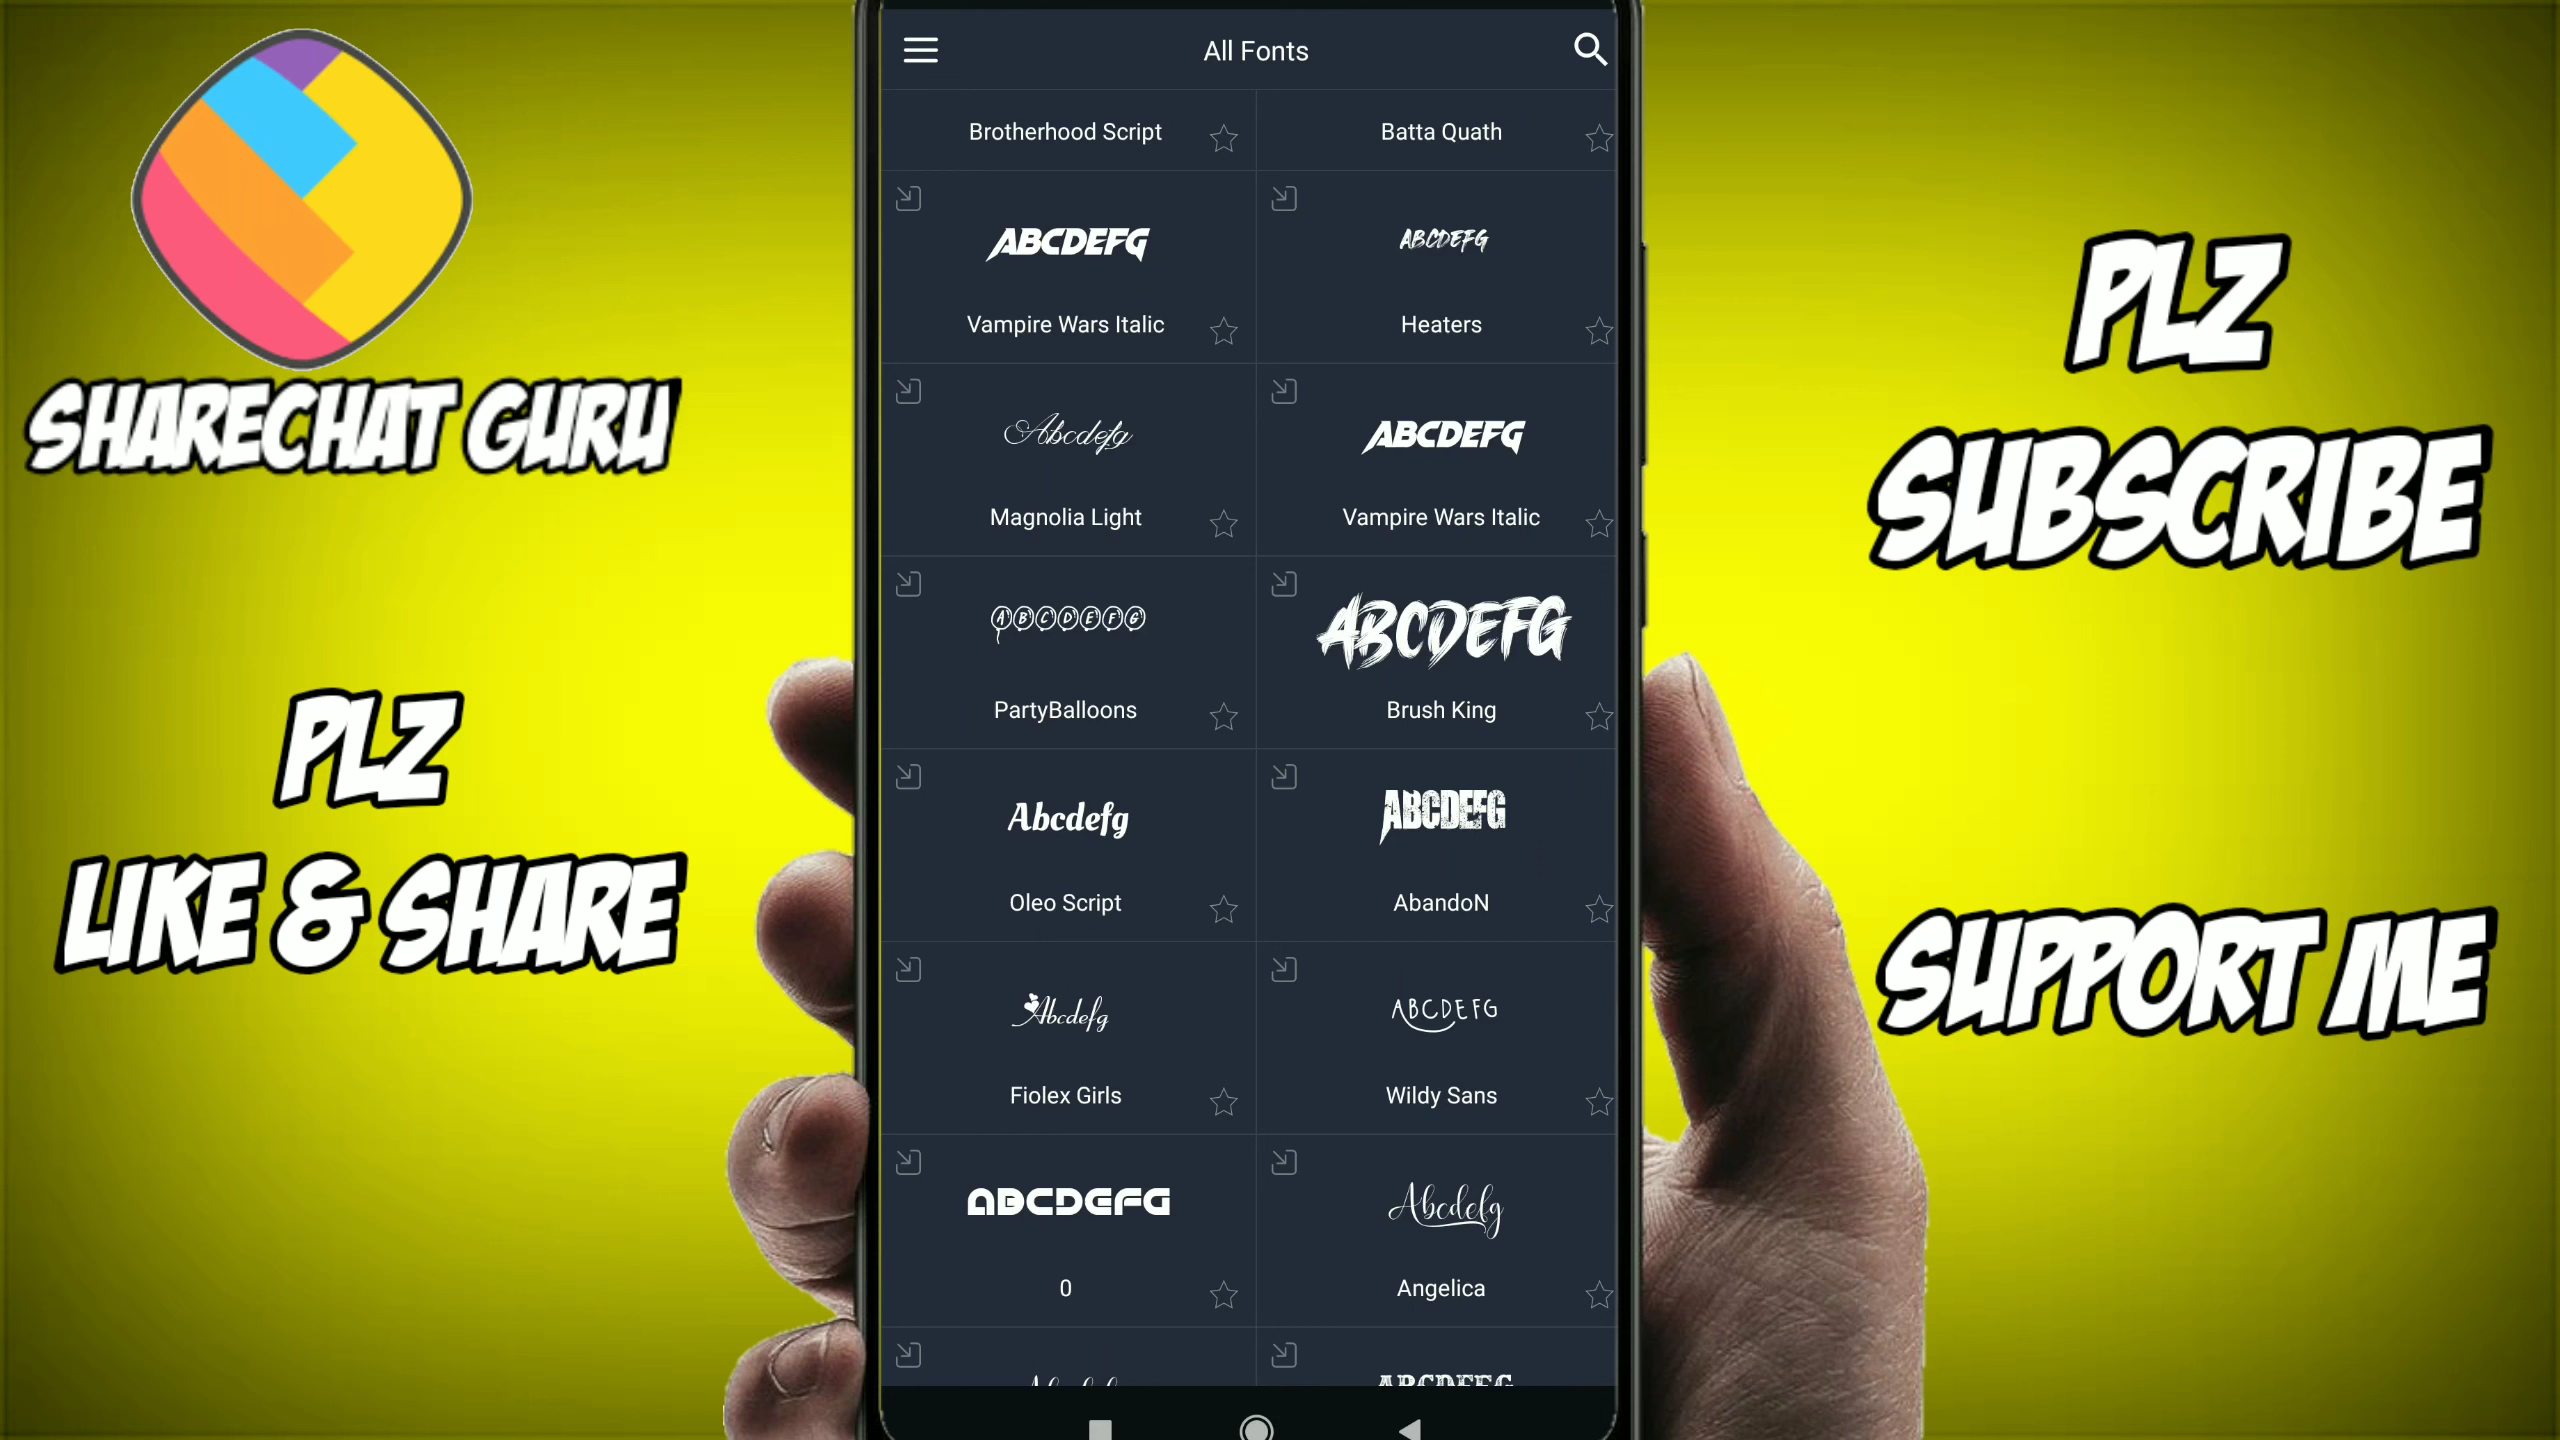 SHARECHAT GURU
PLZ
LIKE & SHARE
All Fonts
Brotherhood Script
Batta Quath
ABCDEFG
Vampire Wars Italic
ABCDEFG
Heaters
Abcdefg
Magnolia Light
ABCDEFG
Vampire Wars Italic
ABCDEFG
PartyBalloons
ABCDEFG
Brush King
Abcdefg
Oleo Script
ABCDEFG
AbandoN
Abcdefg
Fiolex Girls
ABCDEFG
Wildy Sans
ABCDEFG
0
Abcdefg
Angelica
ABCDEFG
PLZ
SUBSCRIBE
SUPPORT ME